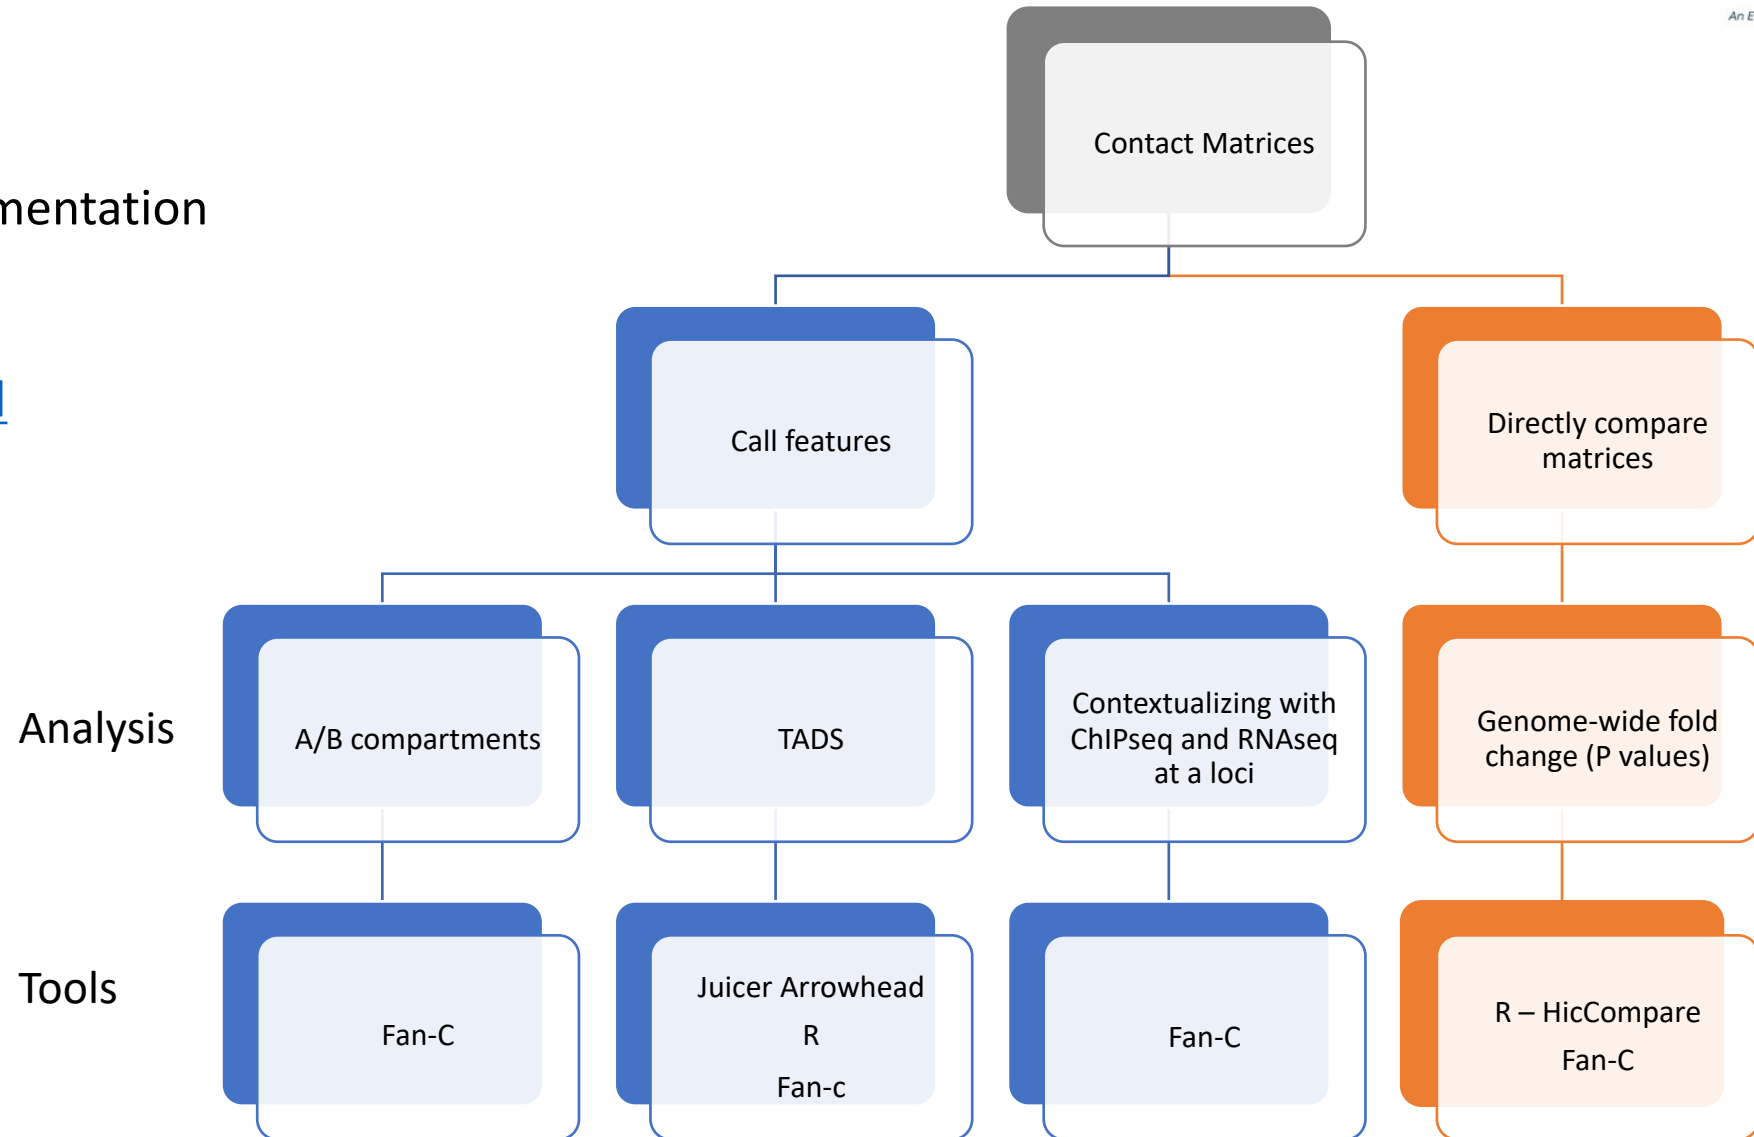 An E
Contact Matrices
mentation
Call features
Directly compare
matrices
Analysis
A/B compartments
TADS
Contextualizing with
ChIPseq and RNAseq
at a loci
Genome-wide fold
change (P values)
Tools
Fan-C
Juicer Arrowhead
R
Fan-c
Fan-C
R – HicCompare
Fan-C